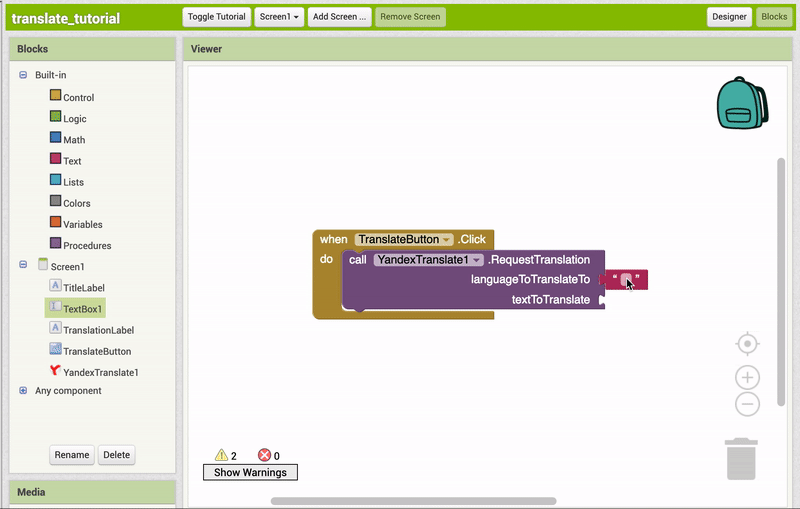 translate_tutorial
Toggle Tutorial
Screen1
Add Screen ...
Remove Screen
Designer
Blocks
Blocks
Viewer
Built-in
Control
Logic
Math
Text
Lists
Colors
Variables
Procedures
Screen1
TitleLabel
TextBox1
TranslationLabel
TranslateButton
YandexTranslate1
Any component
Rename
Delete
Media
when TranslateButton .Click
do call YandexTranslate1 .RequestTranslation
languageToTranslateTo “ ”
textToTranslate
2 0
Show Warnings